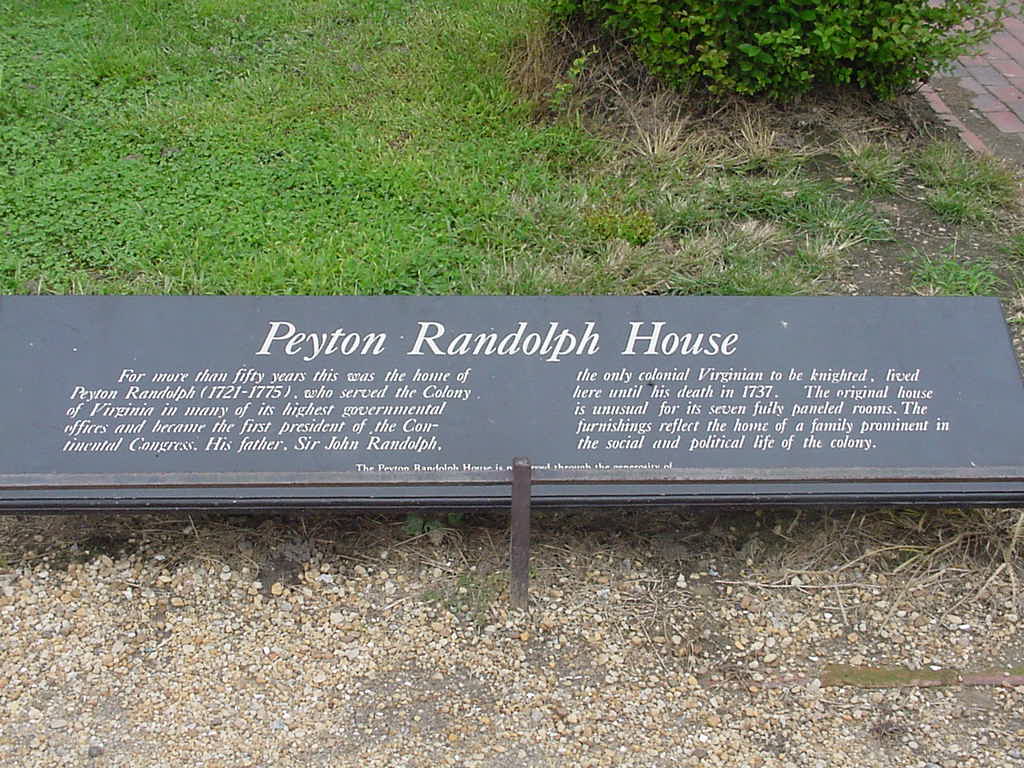 Peyton Randolph House
For more than fifty years this was the home of
Peyton Randolph (1721-1775), who served the Colony
of Virginia in many of its highest governmental
offices and became the first president of the Con-
tinental Congress. His father, Sir John Randolph,
the only colonial Virginian to be knighted, lived
here until his death in 1737. The original house
is unusual for its seven fully paneled rooms. The
furnishings reflect the home of a family prominent in
the social and political life of the colony.
The Peyton Randolph House is through the generosity of